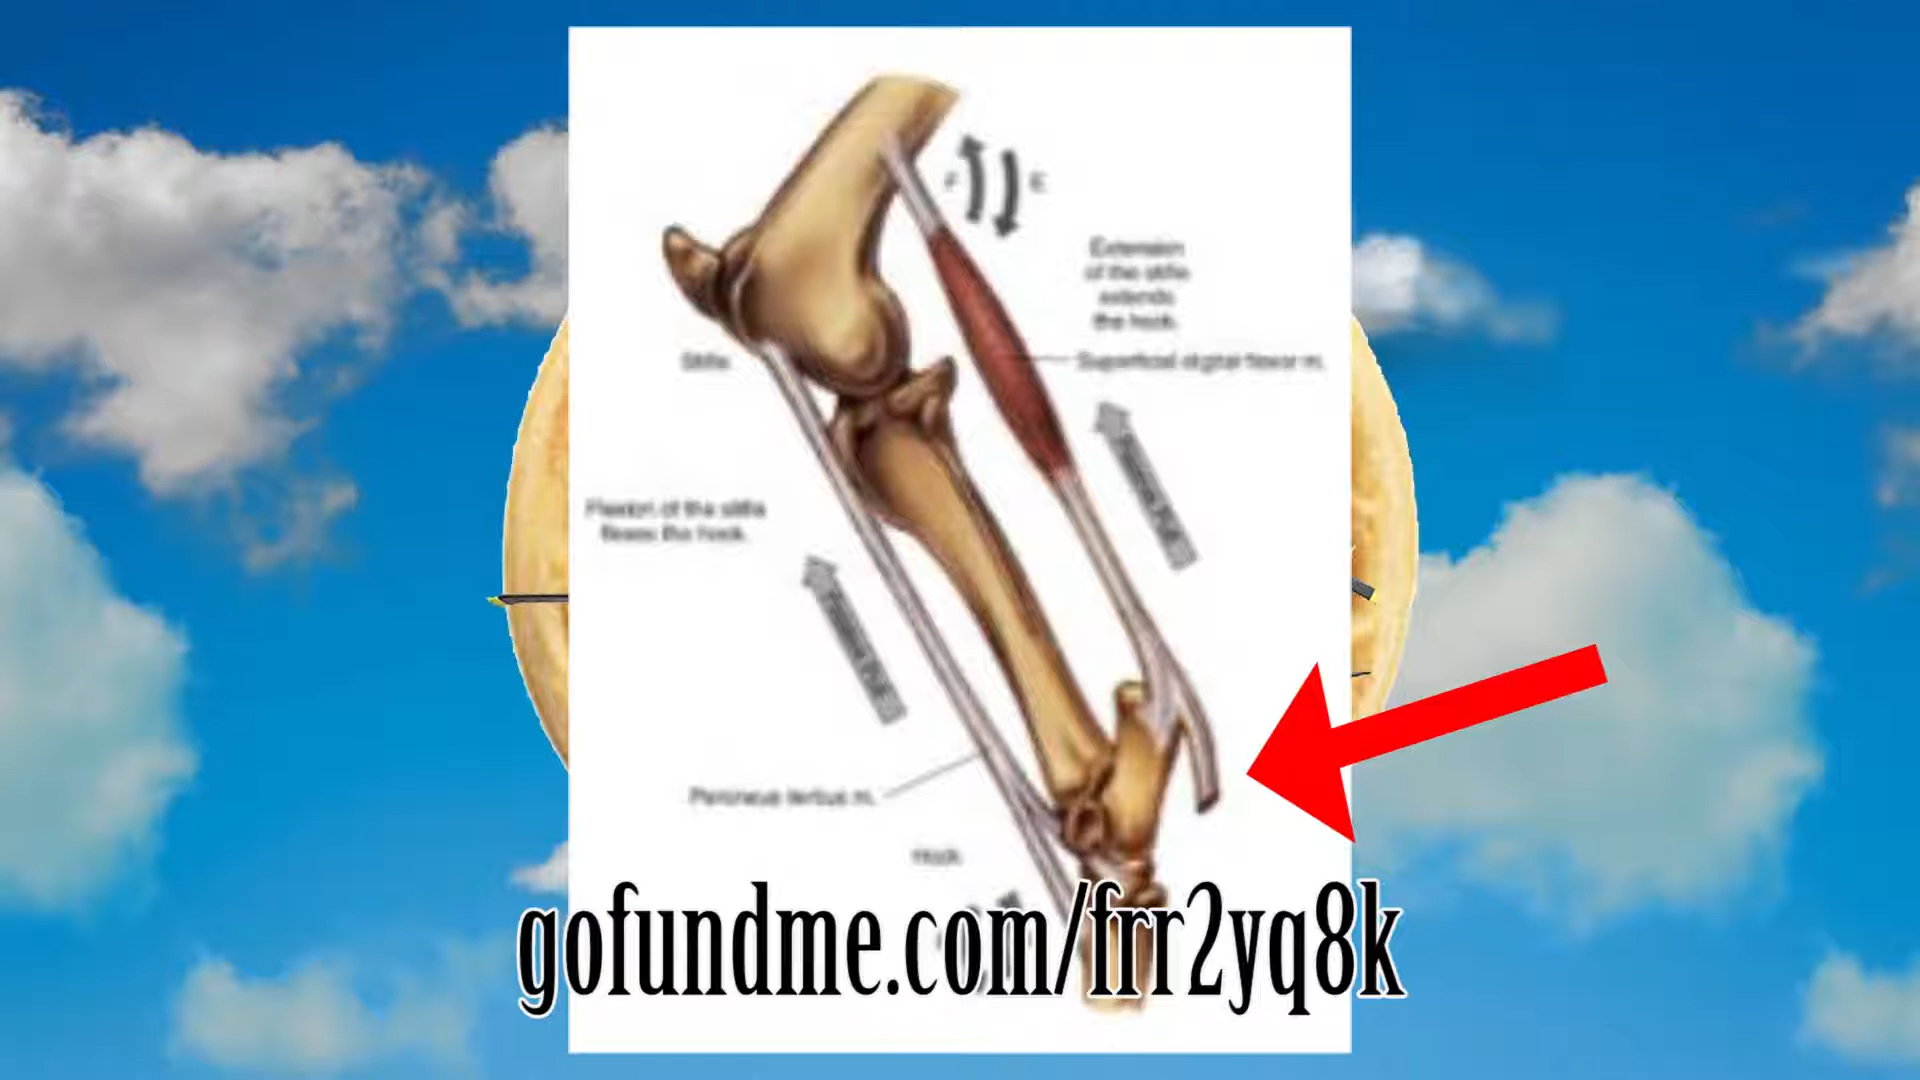 F
E
Extension
of the stifle
extends
the hock.
Stifle
Superficial digital flexor m.
Flexion of the stifle
flexes the hock.
Peroneus tertius m.
Hock
gofundme.com/frr2yq8k